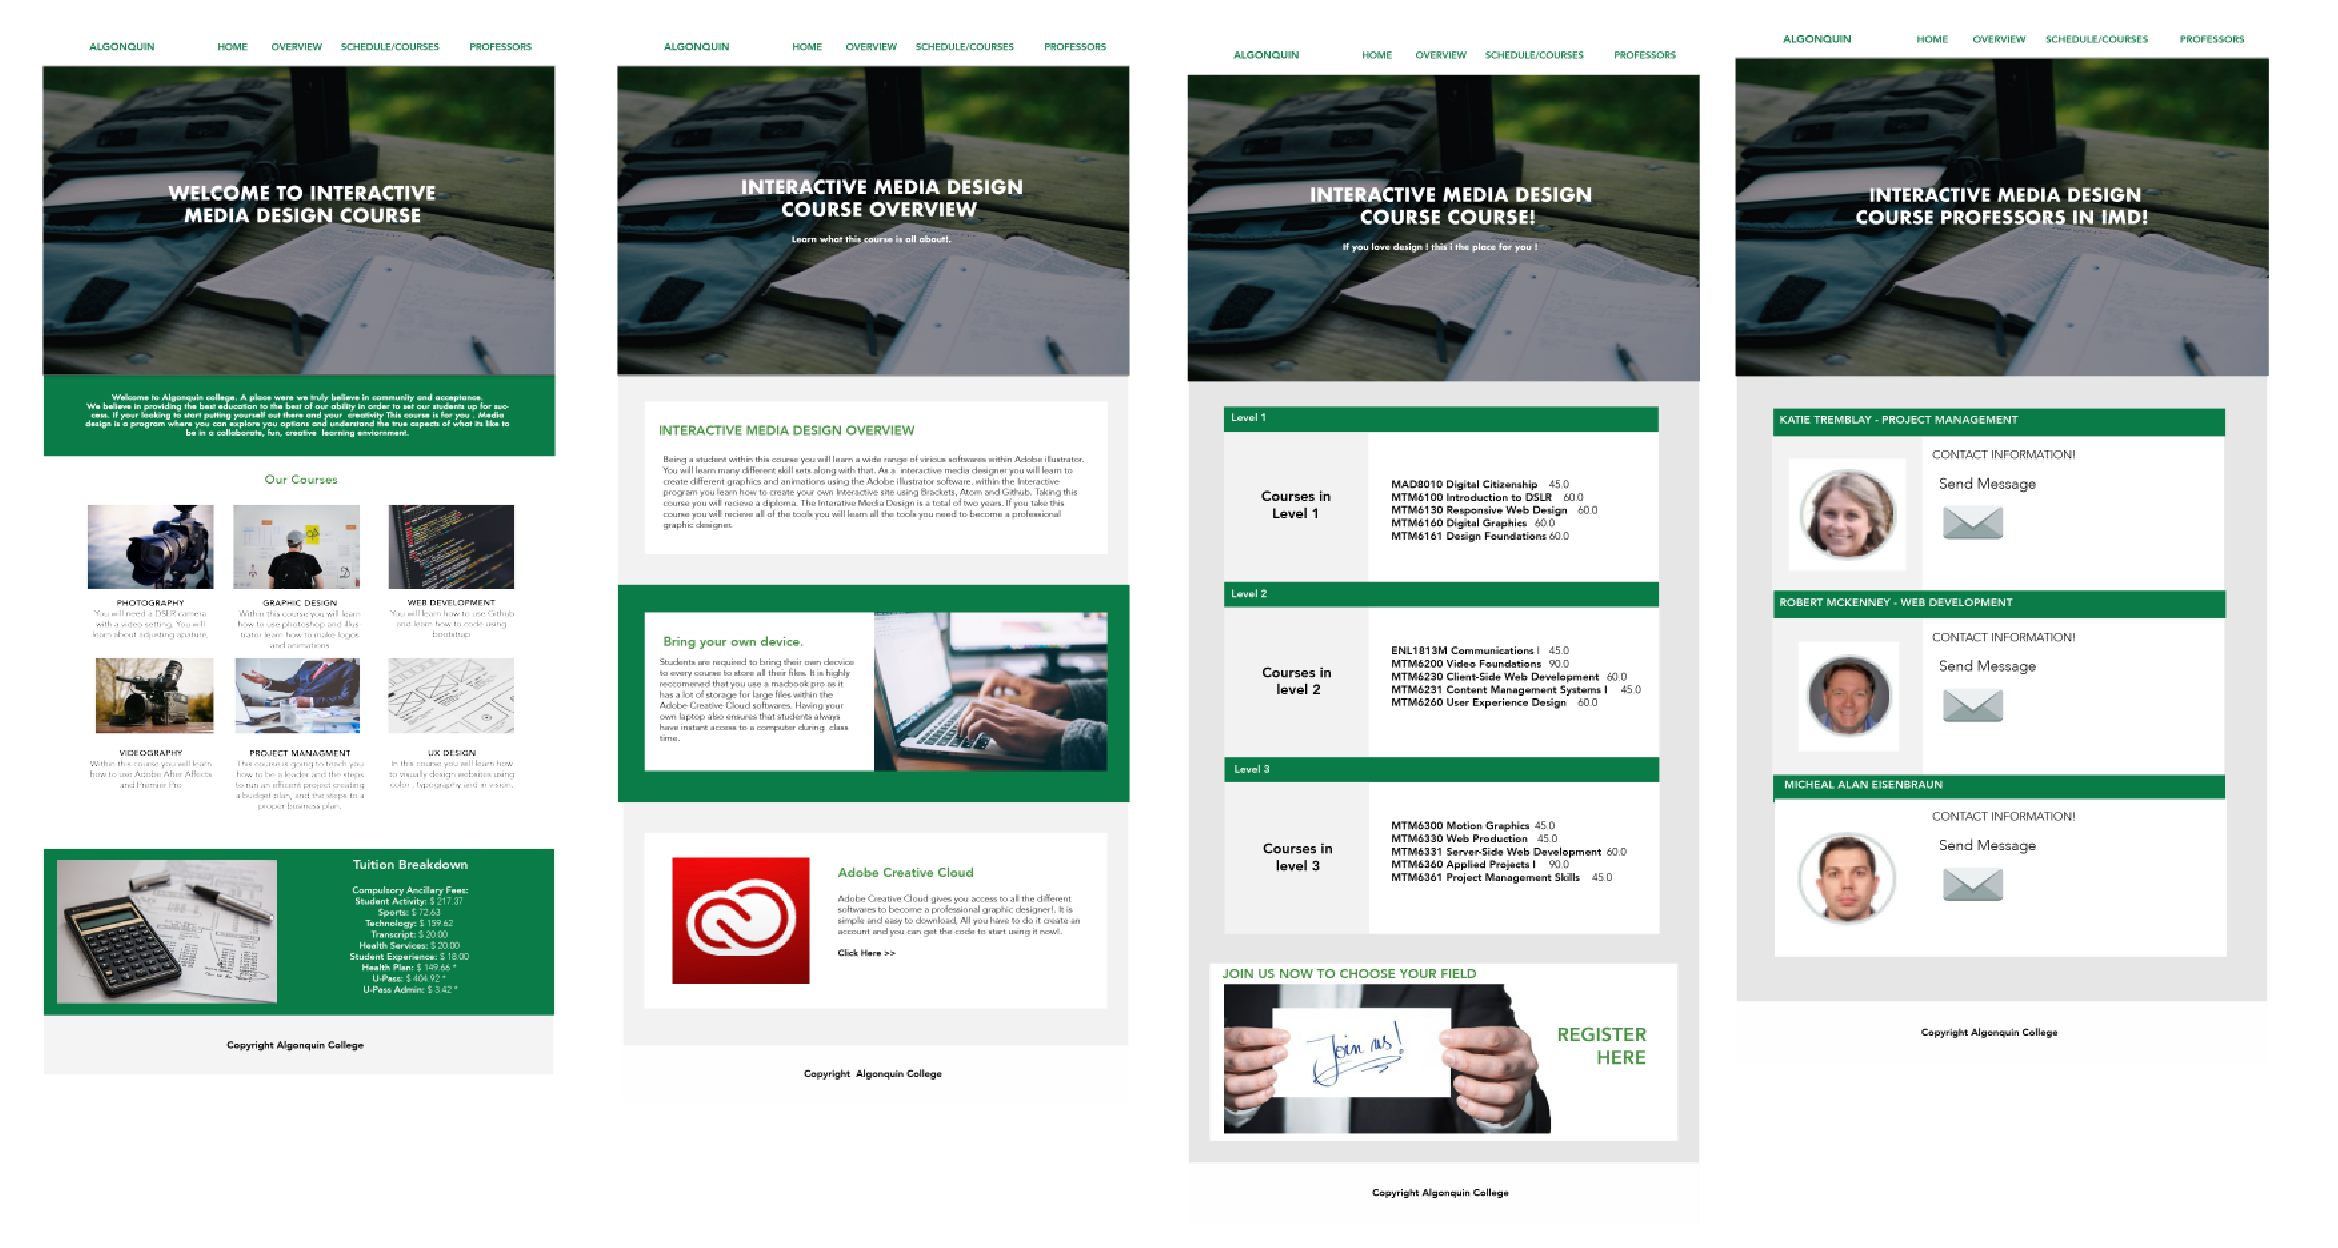 ALGONQUIN HOME OVERVIEW SCHEDULE/COURSES PROFESSORS
WELCOME TO INTERACTIVE
MEDIA DESIGN COURSE
Welcome to Algonquin college. A place were we truly believe in community and acceptance.
We believe in providing the best education to the best of our ability in order to set our students up for suc-
cess. If your looking to start putting yourself out there and your creativity This course is for you . Media
design is a program where you can explore you options and understand the true aspects of what its like to
be in a collaborate, fun, creative learning enviornment.
Our Courses
PHOTOGRAPHY
You will need a DSLR camera
with a video setting. You will
learn about adjusting aputure,
GRAPHIC DESIGN
Within this course you will learn
how to use photoshop and illus-
trator learn how to make logos
and animations
WEB DEVELOPMENT
You will learn how to use Github
and learn how to code using
bootstrap
VIDEOGRAPHY
Within this course you will learn
how to use Adobe After Affects
and Premier Pro
PROJECT MANAGMENT
This course is going to teach you
how to be a leader and the steps
to run an efficent project creating
a budget plan, and the steps to a
proper business plan.
UX DESIGN
In this course you will learn how
to visually design websites using
color , typography and in vision.
Tuition Breakdown
Compulsory Ancillary Fees:
Student Activity: $ 217.37
Sports: $ 72.63
Technology: $ 159.62
Transcript: $ 20.00
Health Services: $ 20.00
Student Experience: $ 18.00
Health Plan: $ 149.66 *
U-Pass: $ 404.92 *
U-Pass Admin: $ 3.42 *
Copyright Algonquin College
ALGONQUIN HOME OVERVIEW SCHEDULE/COURSES PROFESSORS
INTERACTIVE MEDIA DESIGN
COURSE OVERVIEW
Learn what this course is all about!.
INTERACTIVE MEDIA DESIGN OVERVIEW
Being a student within this course you will learn a wide range of virious softwares within Adobe illustrator.
You will learn many different skill sets along with that. As a interactive media designer you will learn to
create different graphics and animations using the Adobe illustrator software. within the Interactive
program you learn how to create your own Interactive site using Brackets, Atom and Github. Taking this
course you will recieve a diploma. The Interative Media Design is a total of two years. If you take this
course you will recieve all of the tools you will learn all the tools you need to become a professional
graphic designer.
Bring your own device.
Students are required to bring their own decvice
to every course to store all their files. It is highly
reccomened that you use a macbook pro as it
has a lot of storage for large files within the
Adobe Creative Cloud softwares. Having your
own laptop also ensures that students always
have instant access to a computer during class
time.
Adobe Creative Cloud
Adobe Creative Cloud gives you access to all the different
softwares to become a professional graphic designer!. It is
simple and easy to download, All you have to do it create an
account and you can get the code to start using it now!.
Click Here >>
Copyright Algonquin College
ALGONQUIN HOME OVERVIEW SCHEDULE/COURSES PROFESSORS
INTERACTIVE MEDIA DESIGN
COURSE COURSE!
If you love design ! this i the place for you !
Level 1
Courses in
Level 1
MAD8010 Digital Citizenship 45.0
MTM6100 Introduction to DSLR 60.0
MTM6130 Responsive Web Design 60.0
MTM6160 Digital Graphics 60.0
MTM6161 Design Foundations 60.0
Level 2
Courses in
level 2
ENL1813M Communications I 45.0
MTM6200 Video Foundations 90.0
MTM6230 Client-Side Web Development 60.0
MTM6231 Content Management Systems I 45.0
MTM6260 User Experience Design 60.0
Level 3
Courses in
level 3
MTM6300 Motion Graphics 45.0
MTM6330 Web Production 45.0
MTM6331 Server-Side Web Development 60.0
MTM6360 Applied Projects I 90.0
MTM6361 Project Management Skills 45.0
JOIN US NOW TO CHOOSE YOUR FIELD
Join us!
REGISTER
HERE
Copyright Algonquin College
ALGONQUIN HOME OVERVIEW SCHEDULE/COURSES PROFESSORS
INTERACTIVE MEDIA DESIGN
COURSE PROFESSORS IN IMD!
KATIE TREMBLAY - PROJECT MANAGEMENT
CONTACT INFORMATION!
Send Message
ROBERT MCKENNEY - WEB DEVELOPMENT
CONTACT INFORMATION!
Send Message
MICHEAL ALAN EISENBRAUN
CONTACT INFORMATION!
Send Message
Copyright Algonquin College